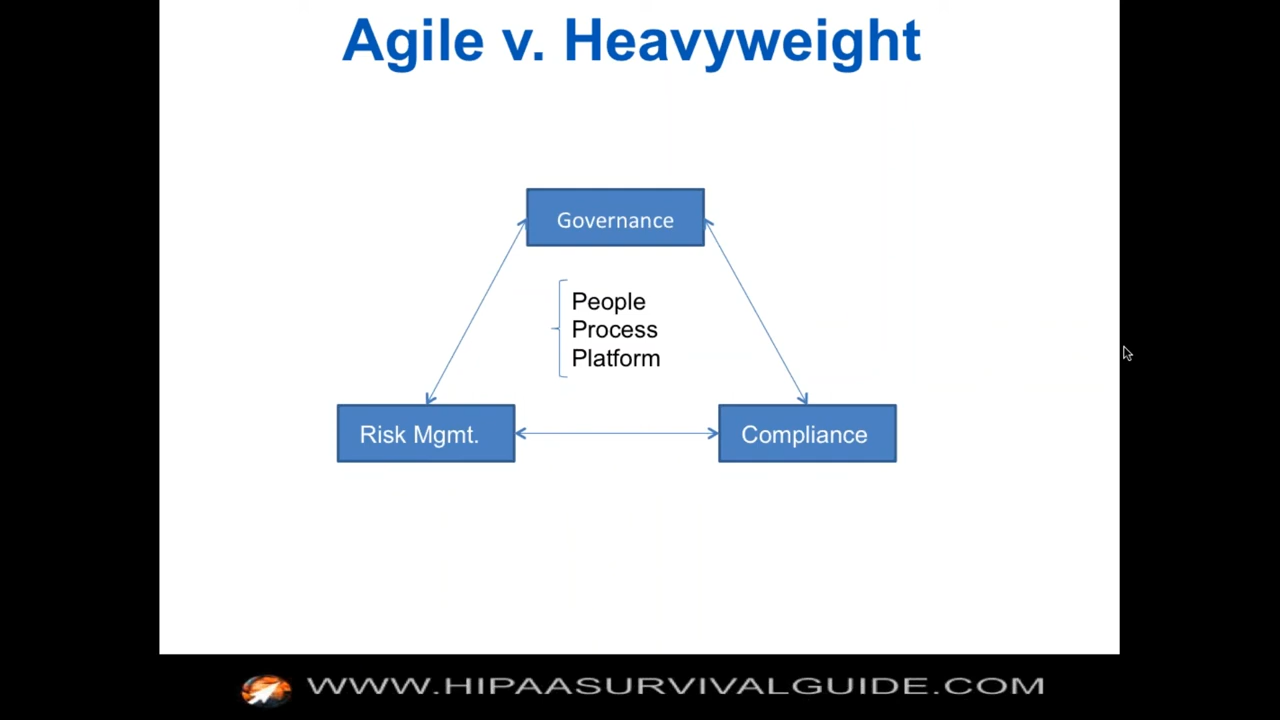 Agile v. Heavyweight
Governance
People
Process
Platform
Risk Mgmt.
Compliance
WWW.HIPAASURVIVALGUIDE.COM